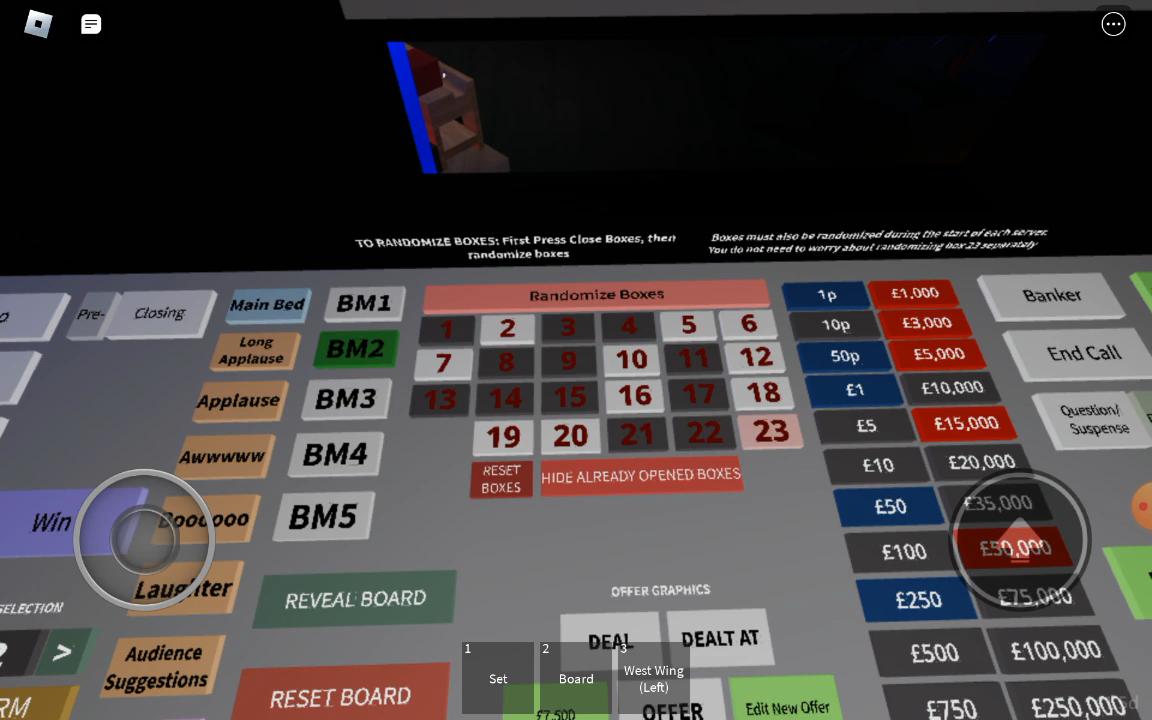 TO RANDOMIZE BOXES: First Press Close Boxes, then
randomize boxes
Boxes must also be randomized during the start of each server.
You do not need to worry about randomizing box 23 separately
Pre-
Closing
Main Bed
Long
Applause
Applause
Awwwww
Boooooo
Laughter
Audience
Suggestions
Win
SELECTION
>
BM1
BM2
BM3
BM4
BM5
REVEAL BOARD
RESET BOARD
Randomize Boxes
1 2 3 4 5 6
7 8 9 10 11 12
13 14 15 16 17 18
19 20 21 22 23
RESET
BOXES
HIDE ALREADY OPENED BOXES
OFFER GRAPHICS
DEAL
DEALT AT
£7,500
OFFER
Edit New Offer
1p £1,000
10p £3,000
50p £5,000
£1 £10,000
£5 £15,000
£10 £20,000
£50 £35,000
£100 £50,000
£250 £75,000
£500 £100,000
£750 £250,000
Banker
End Call
Question/
Suspense
1
Set
2
Board
3
West Wing
(Left)